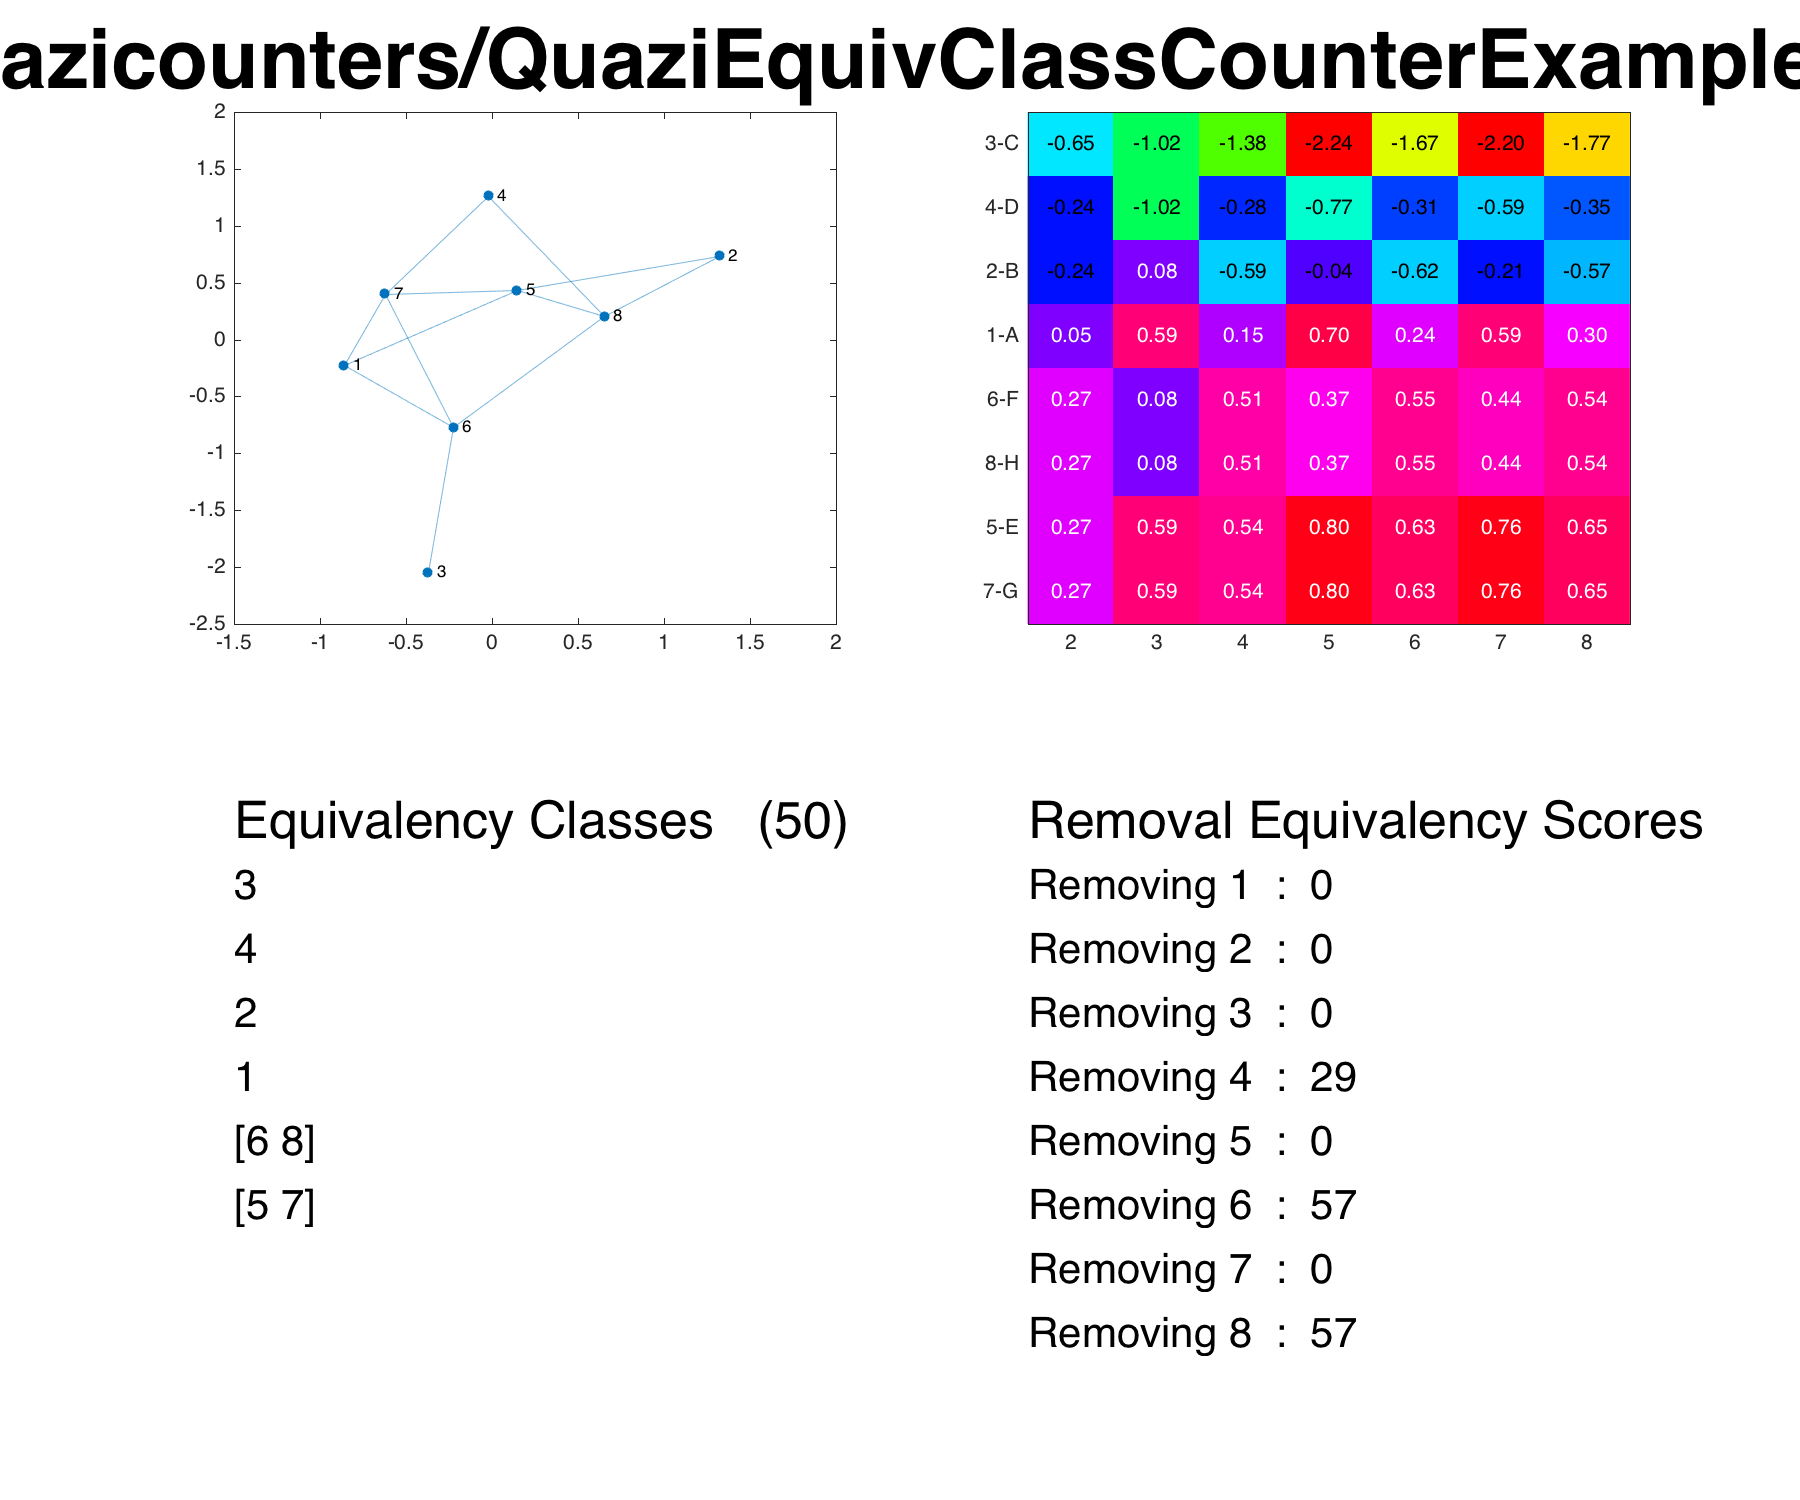 azicounters/QuaziEquivClassCounterExample
2
1.5
1
0.5
0
-0.5
-1
-1.5
-2
-2.5
-1.5 -1 -0.5 0 0.5 1 1.5 2
4
2
7
5
8
1
6
3
3-C -0.65 -1.02 -1.38 -2.24 -1.67 -2.20 -1.77
4-D -0.24 -1.02 -0.28 -0.77 -0.31 -0.59 -0.35
2-B -0.24 0.08 -0.59 -0.04 -0.62 -0.21 -0.57
1-A 0.05 0.59 0.15 0.70 0.24 0.59 0.30
6-F 0.27 0.08 0.51 0.37 0.55 0.44 0.54
8-H 0.27 0.08 0.51 0.37 0.55 0.44 0.54
5-E 0.27 0.59 0.54 0.80 0.63 0.76 0.65
7-G 0.27 0.59 0.54 0.80 0.63 0.76 0.65
2 3 4 5 6 7 8
Equivalency Classes (50)
3
4
2
1
[6 8]
[5 7]
Removal Equivalency Scores
Removing 1 : 0
Removing 2 : 0
Removing 3 : 0
Removing 4 : 29
Removing 5 : 0
Removing 6 : 57
Removing 7 : 0
Removing 8 : 57